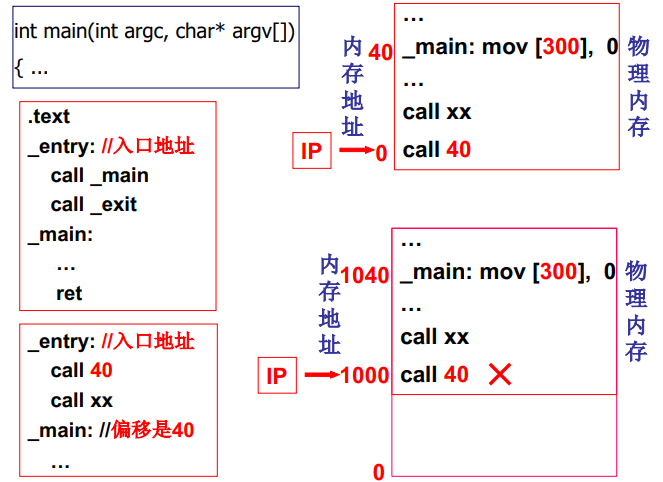 int main(int argc, char* argv[])
{ ...
.text
_entry: //入口地址
call _main
call _exit
_main:
...
ret
_entry: //入口地址
call 40
call xx
_main: //偏移是40
...
内存地址
40
0
IP
...
_main: mov [300], 0
...
call xx
call 40
物理内存
内存地址
1040
1000
0
IP
...
_main: mov [300], 0
...
call xx
call 40
物理内存